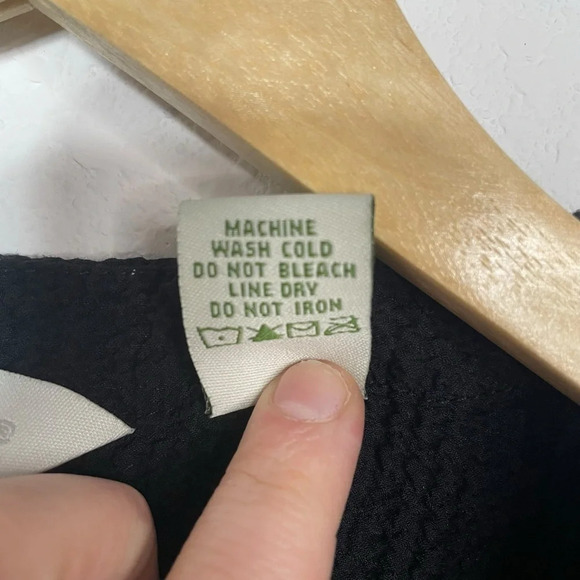 MACHINE
WASH COLD
DO NOT BLEACH
LINE DRY
DO NOT IRON